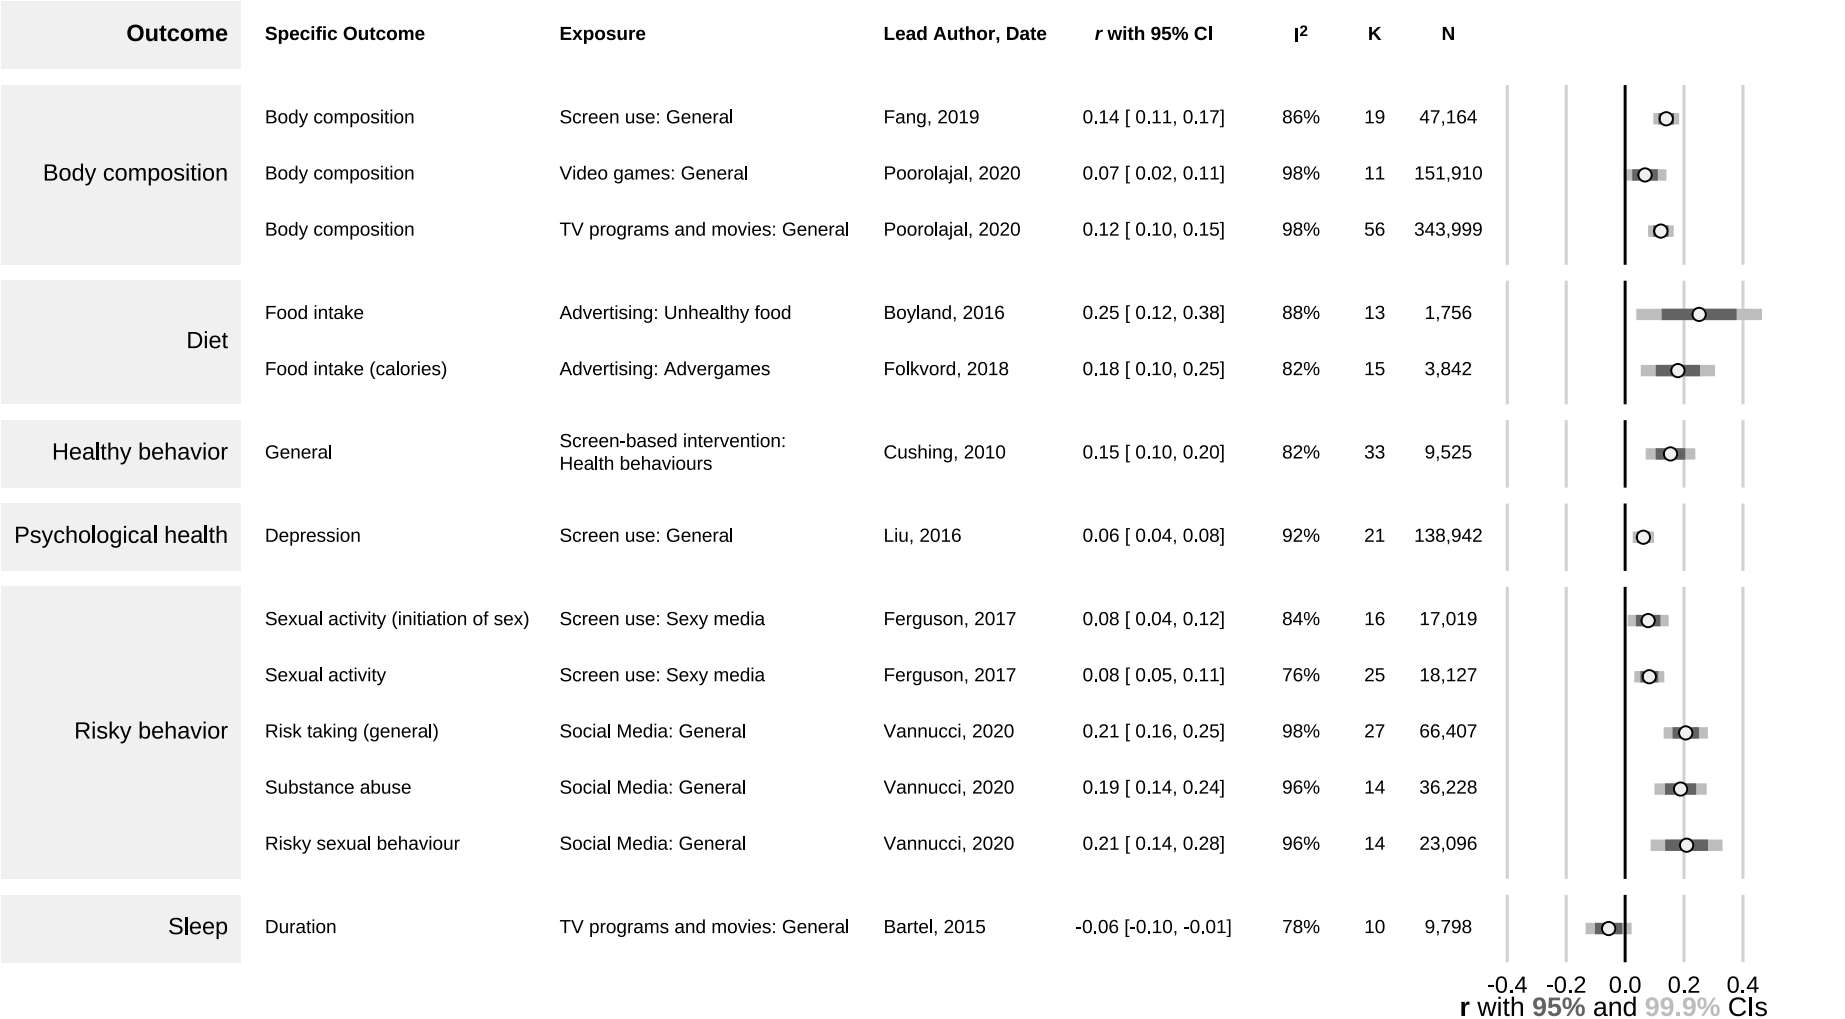 Outcome Specific Outcome Exposure Lead Author, Date r with 95% CI I² K N
Body composition
Body composition Screen use: General Fang, 2019 0.14 [ 0.11, 0.17] 86% 19 47,164
Body composition Video games: General Poorolajal, 2020 0.07 [ 0.02, 0.11] 98% 11 151,910
Body composition TV programs and movies: General Poorolajal, 2020 0.12 [ 0.10, 0.15] 98% 56 343,999
Diet
Food intake Advertising: Unhealthy food Boyland, 2016 0.25 [ 0.12, 0.38] 88% 13 1,756
Food intake (calories) Advertising: Advergames Folkvord, 2018 0.18 [ 0.10, 0.25] 82% 15 3,842
Healthy behavior
General Screen-based intervention:
Health behaviours Cushing, 2010 0.15 [ 0.10, 0.20] 82% 33 9,525
Psychological health
Depression Screen use: General Liu, 2016 0.06 [ 0.04, 0.08] 92% 21 138,942
Risky behavior
Sexual activity (initiation of sex) Screen use: Sexy media Ferguson, 2017 0.08 [ 0.04, 0.12] 84% 16 17,019
Sexual activity Screen use: Sexy media Ferguson, 2017 0.08 [ 0.05, 0.11] 76% 25 18,127
Risk taking (general) Social Media: General Vannucci, 2020 0.21 [ 0.16, 0.25] 98% 27 66,407
Substance abuse Social Media: General Vannucci, 2020 0.19 [ 0.14, 0.24] 96% 14 36,228
Risky sexual behaviour Social Media: General Vannucci, 2020 0.21 [ 0.14, 0.28] 96% 14 23,096
Sleep
Duration TV programs and movies: General Bartel, 2015 -0.06 [-0.10, -0.01] 78% 10 9,798
-0.4 -0.2 0.0 0.2 0.4
r with 95% and 99.9% CIs